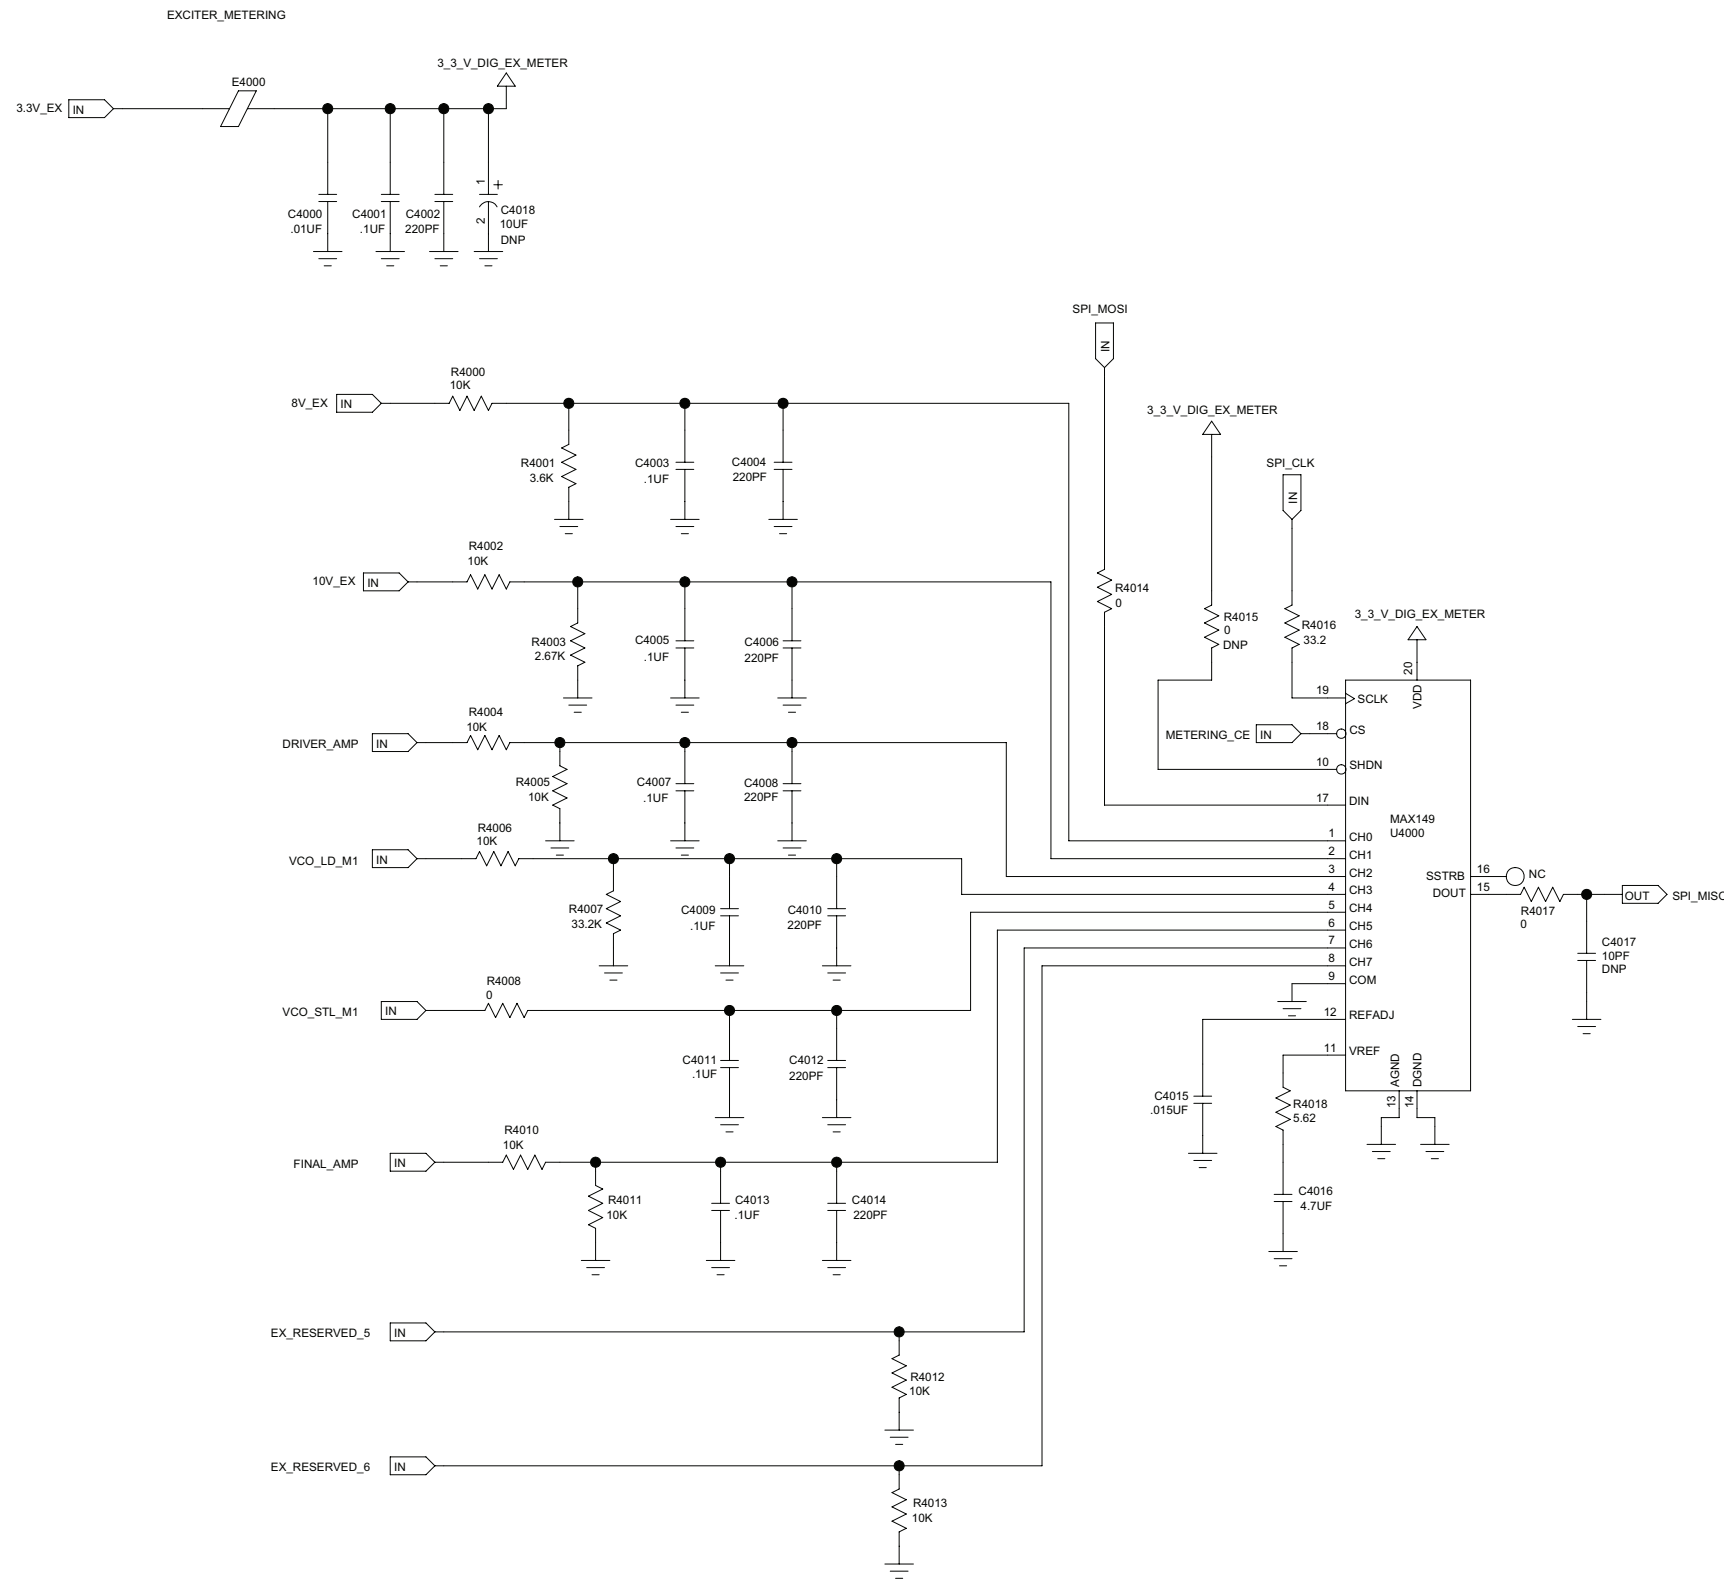 EXCITER_METERING
3_3_V_DIG_EX_METER
E4000
3.3V_EX IN
1 +
2
C4000
.01UF
C4001
.1UF
C4002
220PF
C4018
10UF
DNP
SPI_MOSI
IN
R4000
10K
8V_EX IN
R4001
3.6K
C4003
.1UF
C4004
220PF
3_3_V_DIG_EX_METER
SPI_CLK
IN
R4002
10K
10V_EX IN
R4003
2.67K
C4005
.1UF
C4006
220PF
R4014
0
R4015
0
DNP
R4016
33.2
3_3_V_DIG_EX_METER
R4004
10K
DRIVER_AMP IN
R4005
10K
C4007
.1UF
C4008
220PF
R4006
10K
VCO_LD_M1 IN
R4007
33.2K
C4009
.1UF
C4010
220PF
R4008
0
VCO_STL_M1 IN
C4011
.1UF
C4012
220PF
R4010
10K
FINAL_AMP IN
R4011
10K
C4013
.1UF
C4014
220PF
EX_RESERVED_5 IN
R4012
10K
EX_RESERVED_6 IN
R4013
10K
20
VDD
19 SCLK
METERING_CE IN 18 CS
10 SHDN
17 DIN
MAX149
U4000
1 CH0
2 CH1
3 CH2
4 CH3
5 CH4
6 CH5
7 CH6
8 CH7
9 COM
12 REFADJ
11 VREF
AGND
13
DGND
14
SSTRB 16 NC
DOUT 15
R4017
0
OUT SPI_MISO
C4017
10PF
DNP
C4015
.015UF
R4018
5.62
C4016
4.7UF